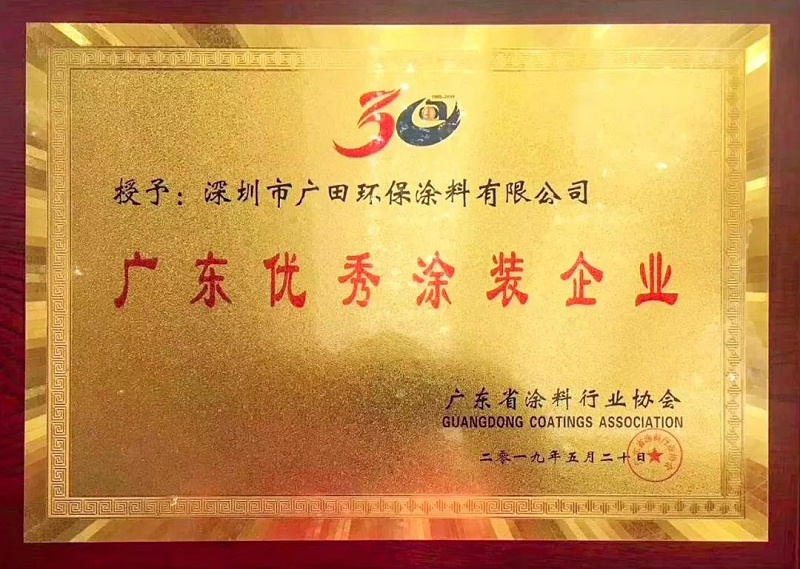 30
授予：深圳市广田环保涂料有限公司
广东优秀涂装企业
广东省涂料行业协会
GUANGDONG COATINGS ASSOCIATION
二零一九年五月二十日